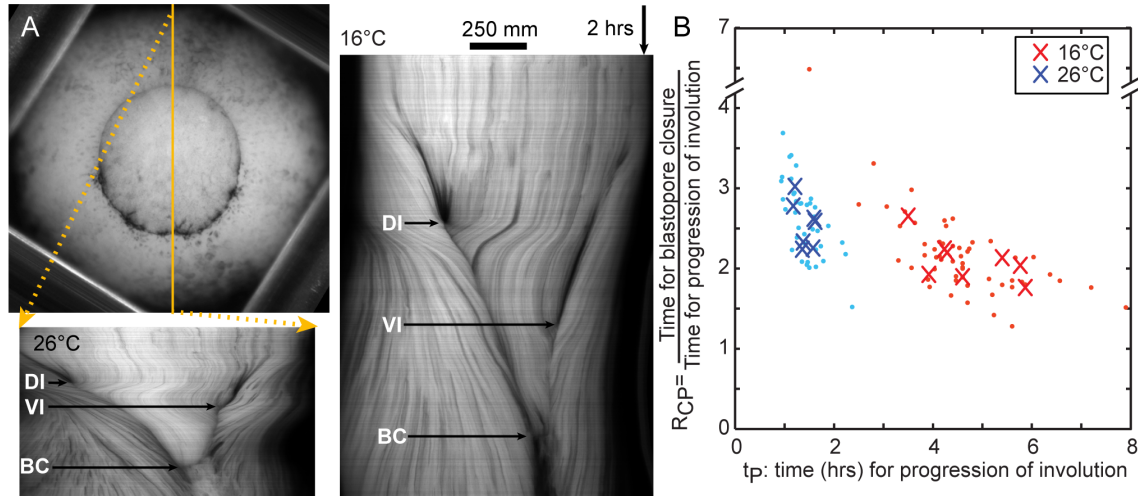 A
16°C
250 mm
2 hrs
DI
VI
BC
26°C
DI
VI
BC
B
16°C
26°C
7
4
3
2
1
0
RCP= Time for blastopore closure
Time for progression of involution
0 2 4 6 8
tP: time (hrs) for progression of involution